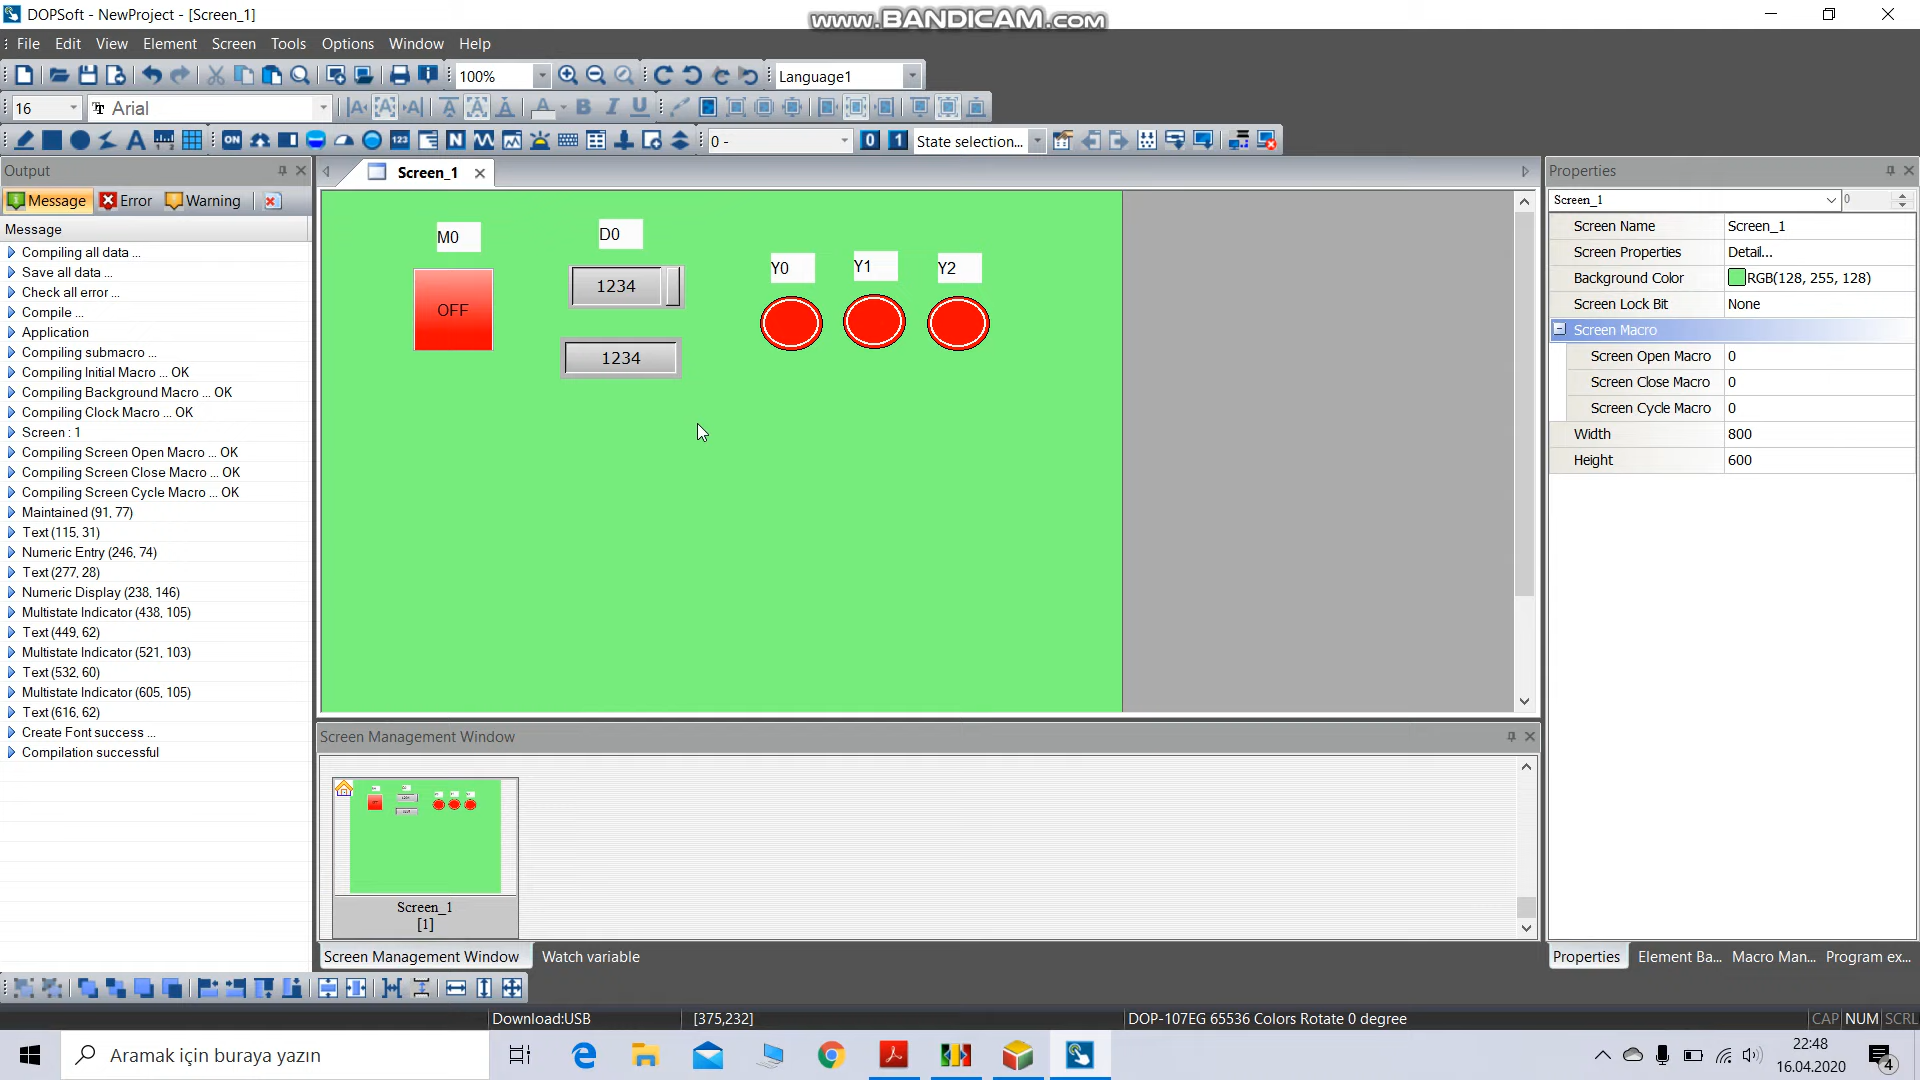 DOPSoft - NewProject - [Screen_1]
www.BANDICAM.com
File Edit View Element Screen Tools Options Window Help
100% Language1
16 Arial
ON 123 N 0 - 0 1 State selection...
Output
Message Error Warning
Message
Compiling all data ...
Save all data ...
Check all error ...
Compile ...
Application
Compiling submacro ...
Compiling Initial Macro ... OK
Compiling Background Macro ... OK
Compiling Clock Macro ... OK
Screen : 1
Compiling Screen Open Macro ... OK
Compiling Screen Close Macro ... OK
Compiling Screen Cycle Macro ... OK
Maintained (91, 77)
Text (115, 31)
Numeric Entry (246, 74)
Text (277, 28)
Numeric Display (238, 146)
Multistate Indicator (438, 105)
Text (449, 62)
Multistate Indicator (521, 103)
Text (532, 60)
Multistate Indicator (605, 105)
Text (616, 62)
Create Font success ...
Compilation successful
Screen_1
M0 D0
Y0 Y1 Y2
OFF
1234
1234
Screen Management Window
Screen_1
[1]
Screen Management Window Watch variable
Properties
Screen_1 0
Screen Name Screen_1
Screen Properties Detail...
Background Color RGB(128, 255, 128)
Screen Lock Bit None
Screen Macro
Screen Open Macro 0
Screen Close Macro 0
Screen Cycle Macro 0
Width 800
Height 600
Properties Element Ba... Macro Man... Program ex...
Download:USB [375,232] DOP-107EG 65536 Colors Rotate 0 degree CAP NUM SCRL
Aramak için buraya yazın
22:48
16.04.2020
4